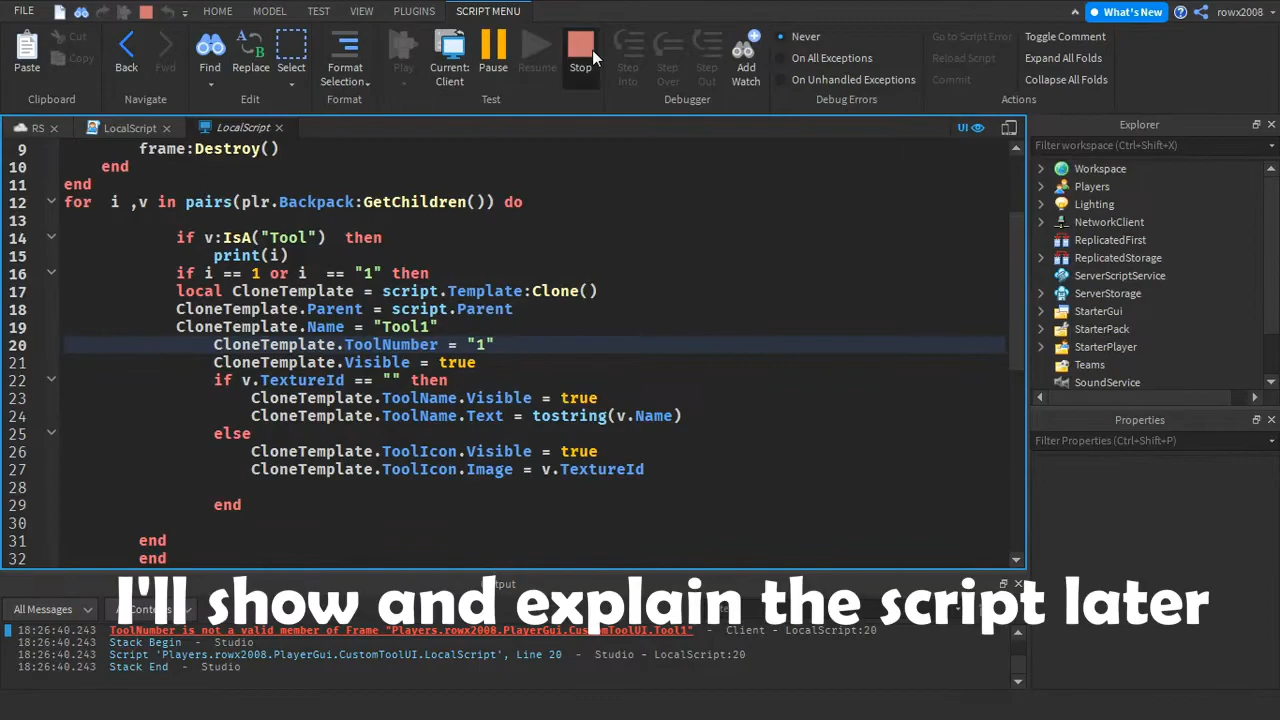 FILE HOME MODEL TEST VIEW PLUGINS SCRIPT MENU What's New rowx2008
Paste Cut Copy Back Fwd Find Replace Select Format Selection Play Current: Client Pause Resume Stop Step Into Step Over Step Out Add Watch
Never
On All Exceptions
On Unhandled Exceptions
Go to Script Error
Reload Script
Commit
Toggle Comment
Expand All Folds
Collapse All Folds
Clipboard Navigate Edit Format Test Debugger Debug Errors Actions
RS LocalScript LocalScript UI
9 frame:Destroy()
10 end
11 end
12 for i ,v in pairs(plr.Backpack:GetChildren()) do
13
14 if v:IsA("Tool") then
15 print(i)
16 if i == 1 or i == "1" then
17 local CloneTemplate = script.Template:Clone()
18 CloneTemplate.Parent = script.Parent
19 CloneTemplate.Name = "Tool1"
20 CloneTemplate.ToolNumber = "1"
21 CloneTemplate.Visible = true
22 if v.TextureId == "" then
23 CloneTemplate.ToolName.Visible = true
24 CloneTemplate.ToolName.Text = tostring(v.Name)
25 else
26 CloneTemplate.ToolIcon.Visible = true
27 CloneTemplate.ToolIcon.Image = v.TextureId
28
29 end
30
31 end
32 end
Explorer
Filter workspace (Ctrl+Shift+X)
Workspace
Players
Lighting
NetworkClient
ReplicatedFirst
ReplicatedStorage
ServerScriptService
ServerStorage
StarterGui
StarterPack
StarterPlayer
Teams
SoundService
Properties
Filter Properties (Ctrl+Shift+P)
Output
All Messages
I'll show and explain the script later
18:26:40.243 ToolNumber is not a valid member of Frame "Players.rowx2008.PlayerGui.CustomToolUI.Tool1" - Client - LocalScript:20
18:26:40.243 Stack Begin - Studio
18:26:40.243 Script 'Players.rowx2008.PlayerGui.CustomToolUI.LocalScript', Line 20 - Studio - LocalScript:20
18:26:40.243 Stack End - Studio